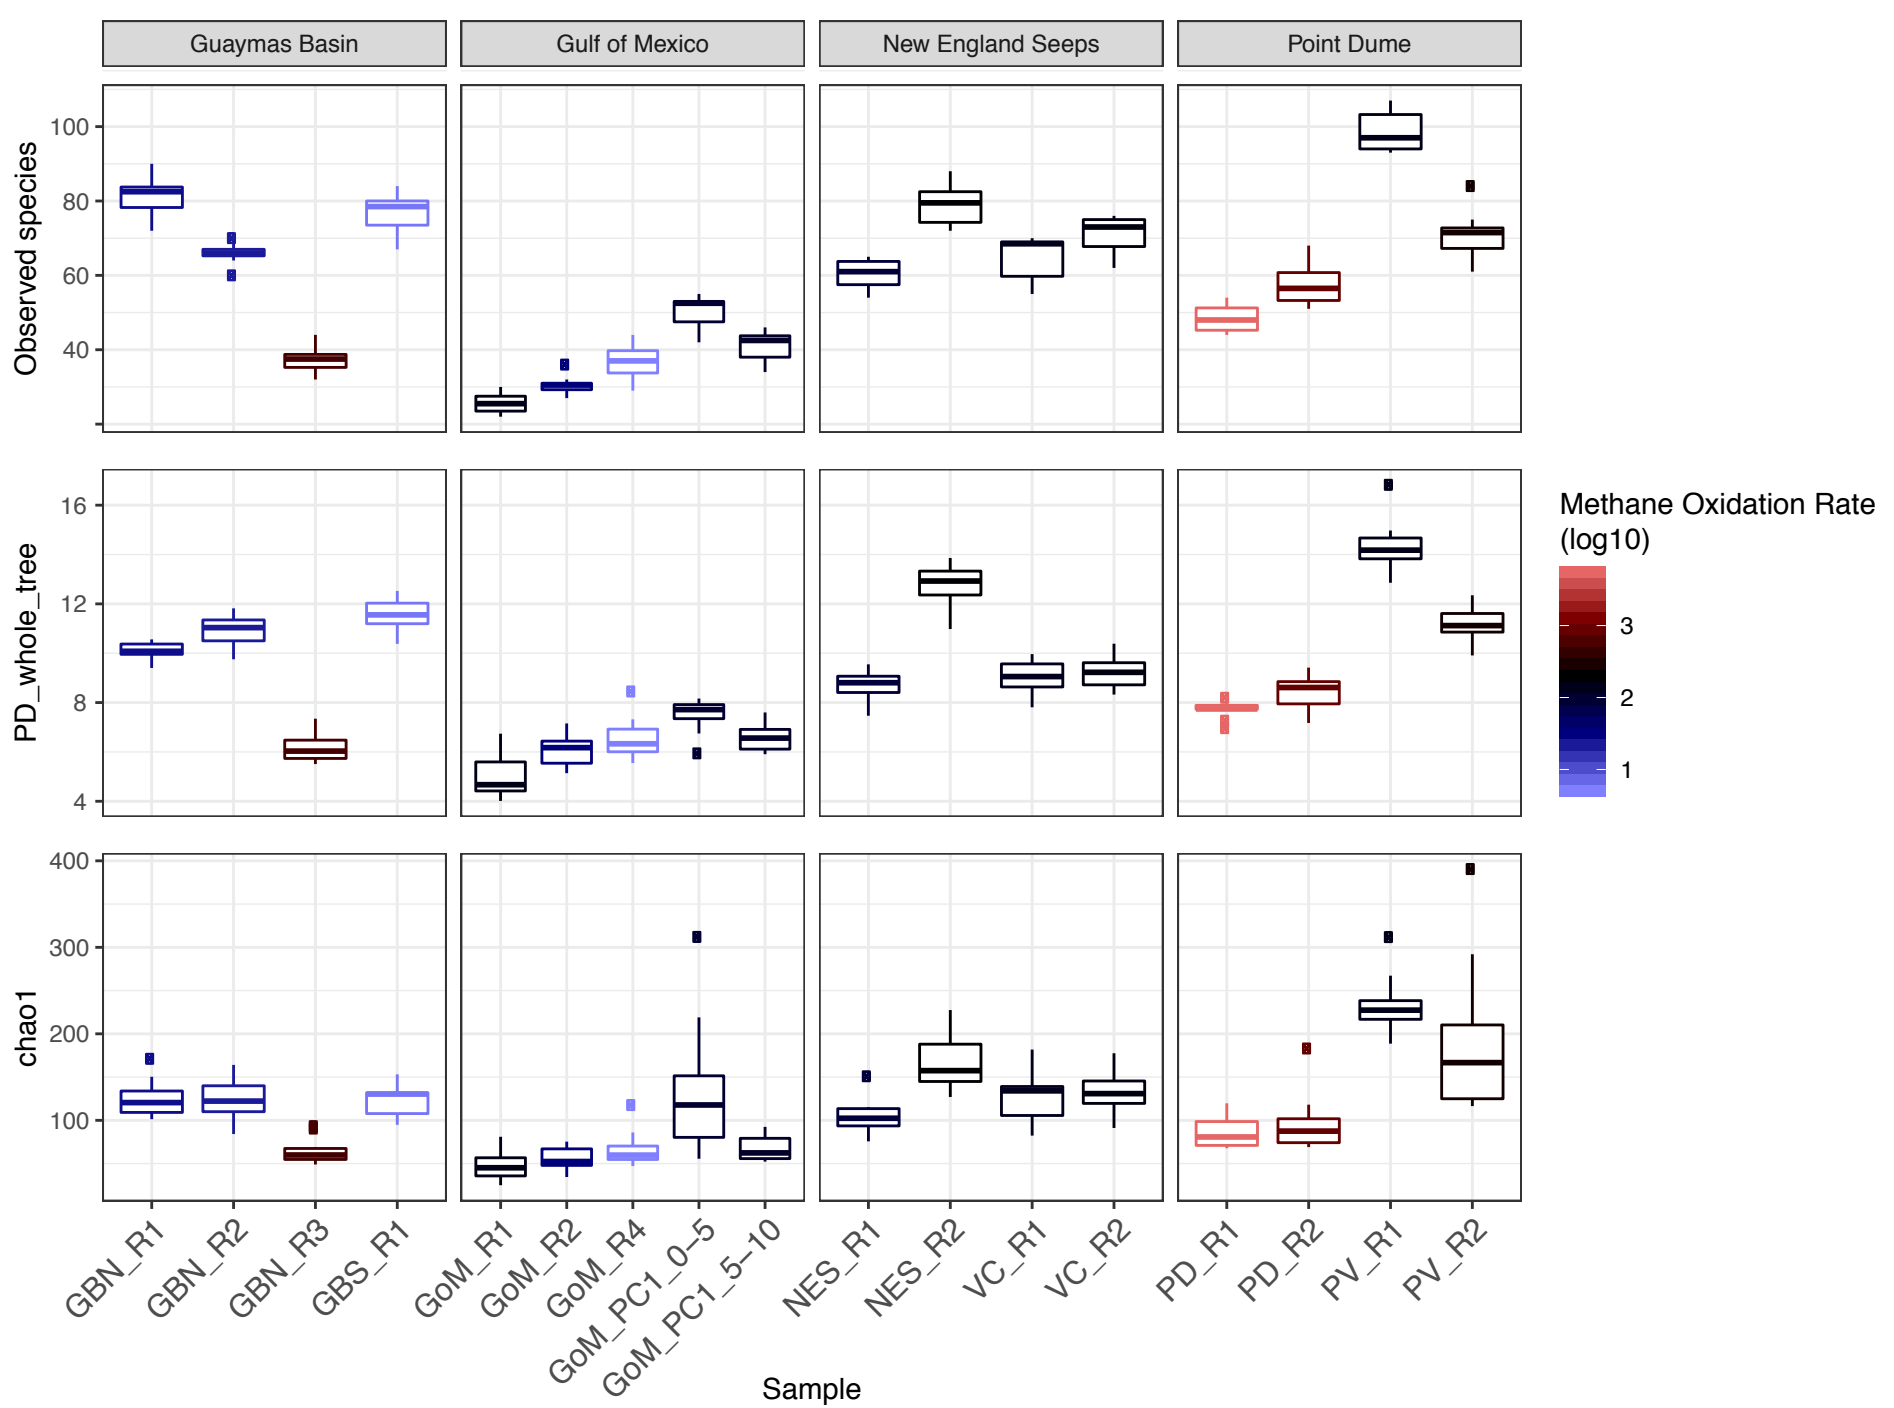 Guaymas Basin
Gulf of Mexico
New England Seeps
Point Dume
Observed species
100
80
60
40
PD_whole_tree
16
12
8
4
chao1
400
300
200
100
GBN_R1
GBN_R2
GBN_R3
GBS_R1
GoM_R1
GoM_R2
GoM_R4
GoM_PC1_0−5
GoM_PC1_5−10
NES_R1
NES_R2
VC_R1
VC_R2
PD_R1
PD_R2
PV_R1
PV_R2
Sample
Methane Oxidation Rate
(log10)
3
2
1